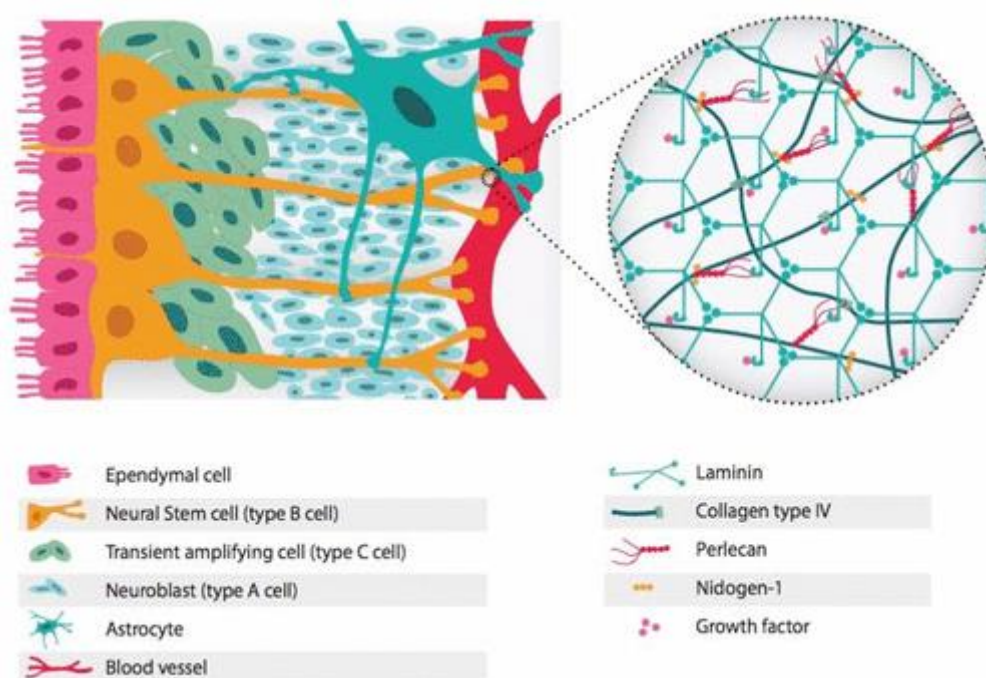 Ependymal cell
Neural Stem cell (type B cell)
Transient amplifying cell (type C cell)
Neuroblast (type A cell)
Astrocyte
Blood vessel
Laminin
Collagen type IV
Perlecan
Nidogen-1
Growth factor